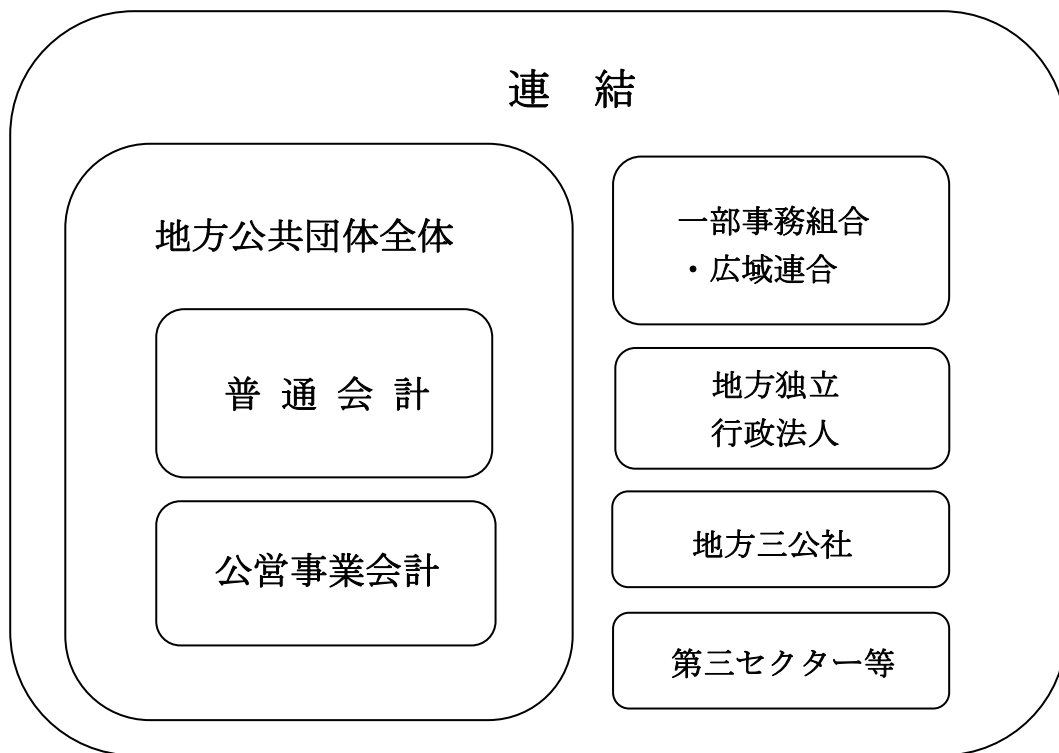 連　結
地方公共団体全体
普 通 会 計
公営事業会計
一部事務組合
・広域連合
地方独立
行政法人
地方三公社
第三セクター等